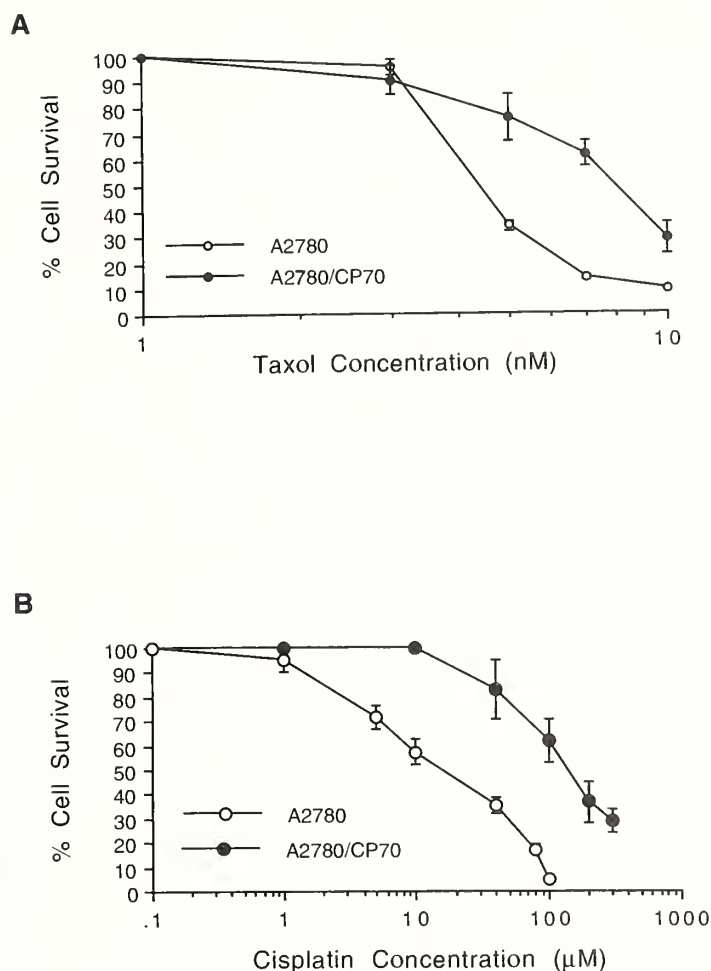 A
% Cell Survival
100
90
80
70
60
50
40
30
20
10
0
A2780
A2780/CP70
1
10
Taxol Concentration (nM)
B
% Cell Survival
100
90
80
70
60
50
40
30
20
10
0
A2780
A2780/CP70
.1
1
10
100
1000
Cisplatin Concentration (μM)